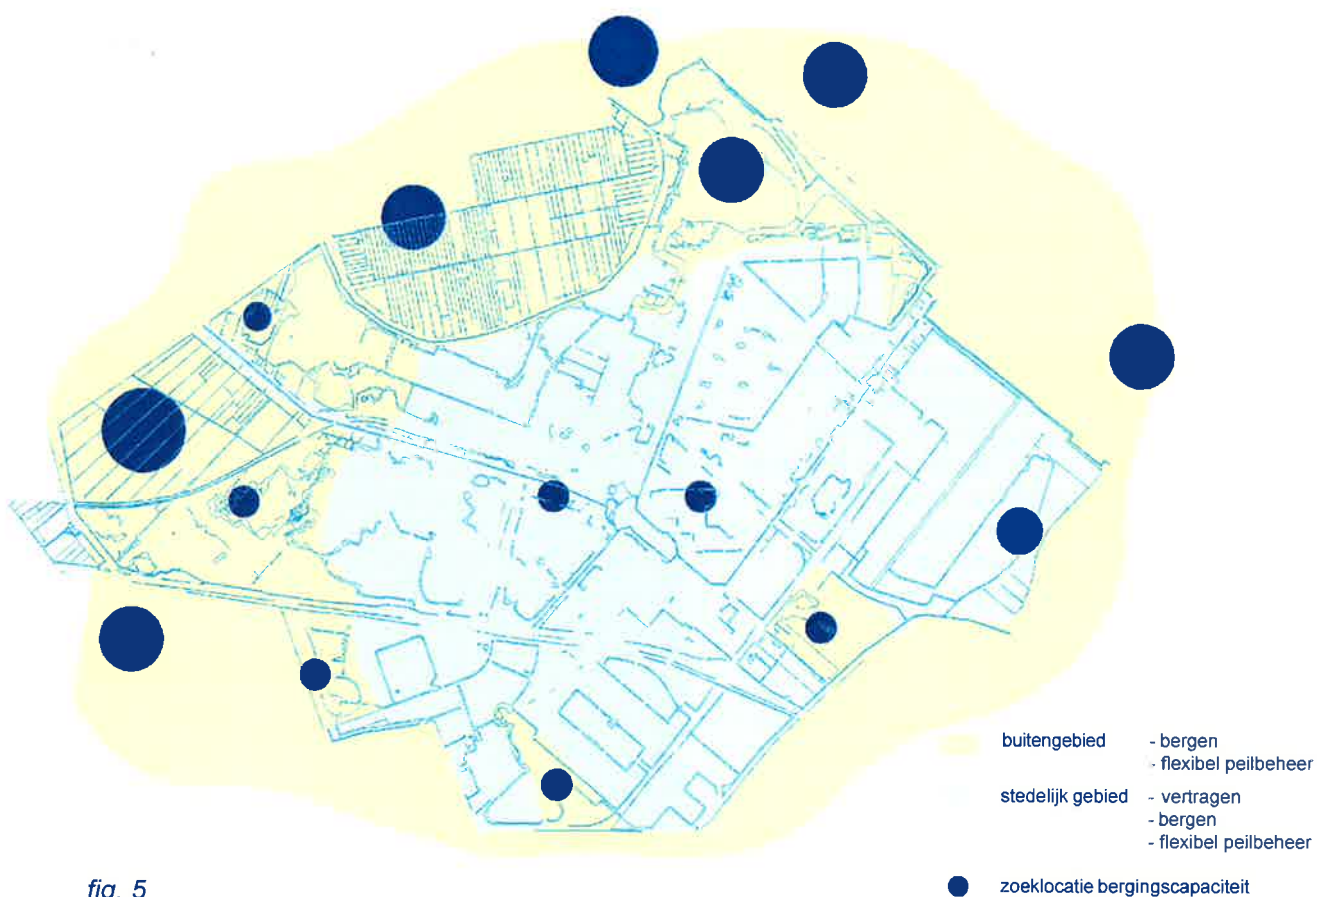 buitengebied - bergen
- flexibel peilbeheer
stedelijk gebied - vertragen
- bergen
- flexibel peilbeheer
zoeklocatie bergingscapaciteit
fig. 5